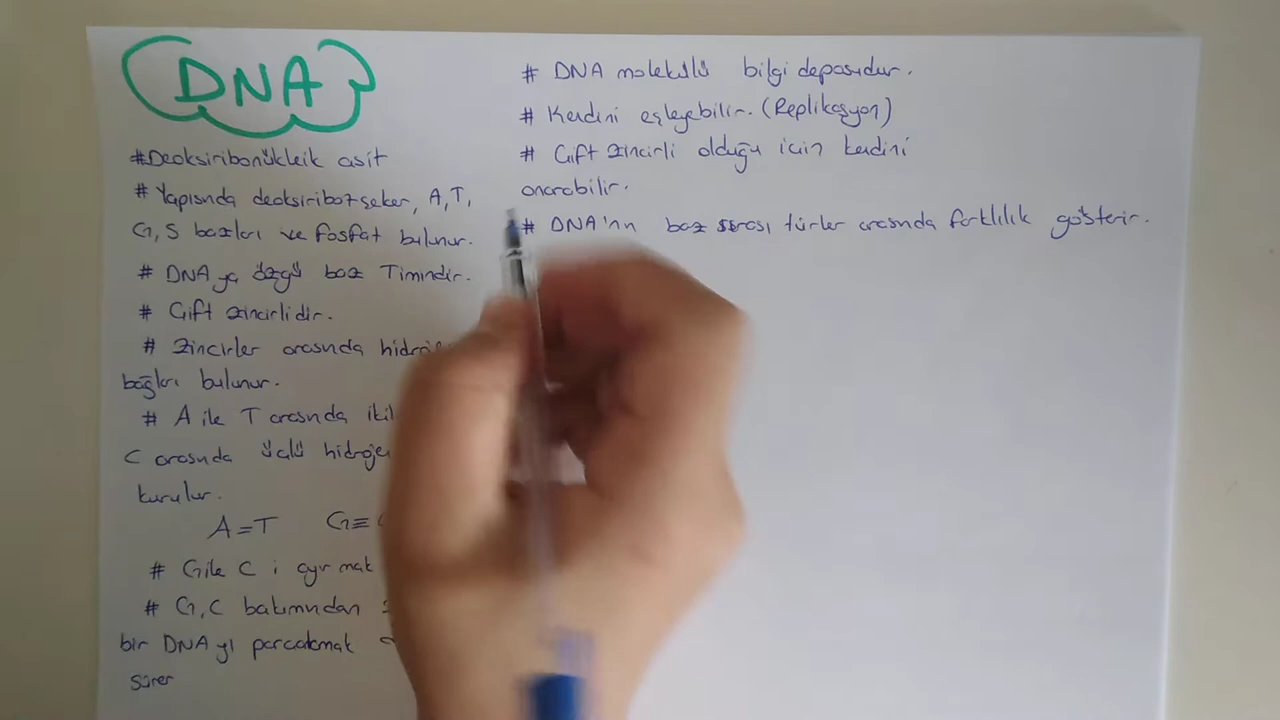 DNA
#Deoksiribonükleik asit
# Yapısında deoksiriboz şeker, A,T,
G,S bazları ve fosfat bulunur.
# DNA ya özgü baz Timindir.
# Çift zincirlidir.
# Zincirler arasında
bağları bulunur.
# A ile T arasında
C arasında üçlü
kurulur.
A=T G≡
# G ile C i ayırmak
# G,C bakımından
bir DNA yı parçalamak
sürer
# DNA molekülü bilgi deposudur.
# Kendini eşleyebilir. (Replikasyon)
# Çift zincirli olduğu için kendini
onarabilir.
# DNA'nın baz sırası türler arasında farklılık gösterir.